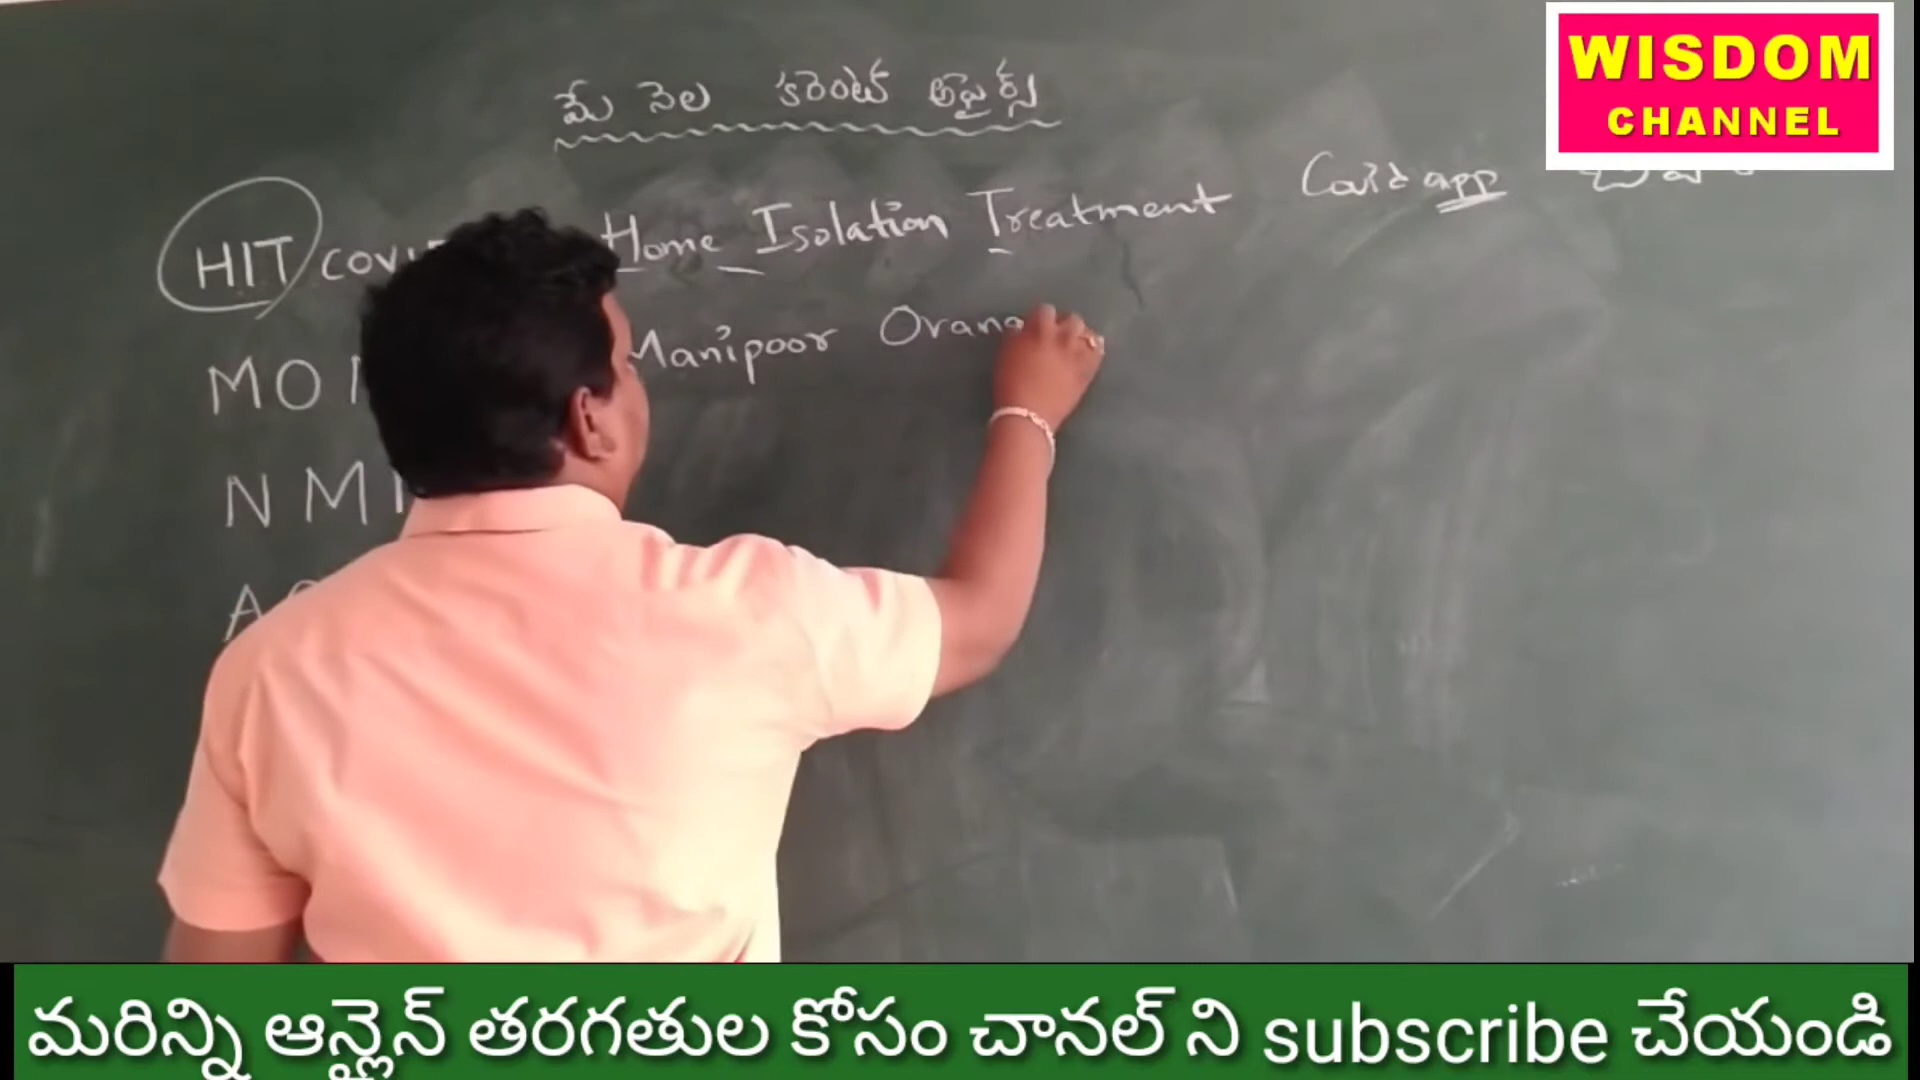 WISDOM
CHANNEL
మే నెల కరెంట్ అఫైర్స్
HIT COVI Home Isolation Treatment Covid app
MO Manipoor Orang
NM
A
మరిన్ని ఆన్లైన్ తరగతుల కోసం చానల్ ని subscribe చేయండి